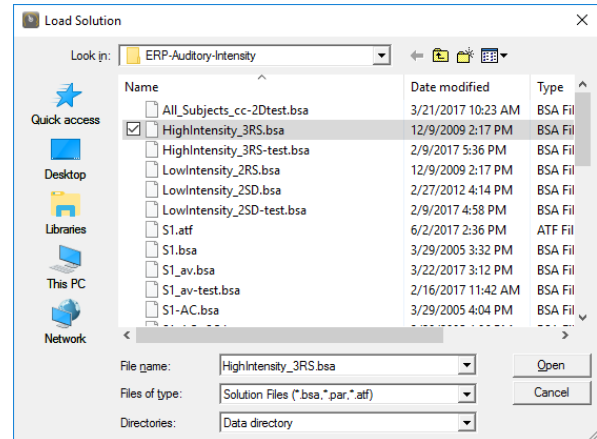 Load Solution
Look in: ERP-Auditory-Intensity
Name Date modified Type
All_Subjects_cc-2Dtest.bsa 3/21/2017 10:23 AM BSA Fil
HighIntensity_3RS.bsa 12/9/2009 2:17 PM BSA Fil
HighIntensity_3RS-test.bsa 2/9/2017 5:36 PM BSA Fil
LowIntensity_2RS.bsa 12/9/2009 2:17 PM BSA Fil
LowIntensity_2SD.bsa 2/27/2012 4:14 PM BSA Fil
LowIntensity_2SD-test.bsa 2/9/2017 4:58 PM BSA Fil
S1.atf 6/2/2017 2:36 PM ATF Fil
S1.bsa 3/29/2005 3:32 PM BSA Fil
S1_av.bsa 3/22/2017 3:12 PM BSA Fil
S1_av-test.bsa 2/16/2017 11:42 AM BSA Fil
S1-AC.bsa 3/29/2005 4:04 PM BSA Fil
Quick access
Desktop
Libraries
This PC
Network
File name: HighIntensity_3RS.bsa Open
Files of type: Solution Files (*.bsa,*.par,*.atf) Cancel
Directories: Data directory